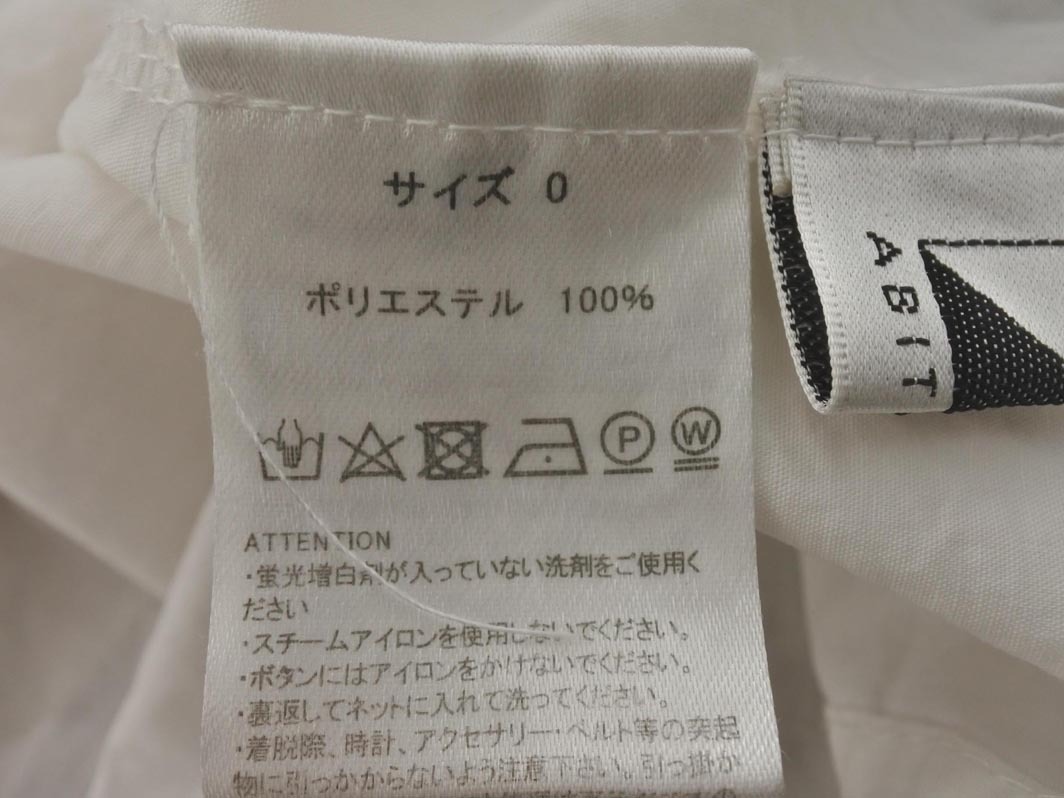 サイズ 0
ポリエステル 100%
P
W
ATTENTION
・蛍光増白剤が入っていない洗剤をご使用く
ださい
・スチームアイロンを使用しないでください。
・ボタンにはアイロンをかけないでください。
・裏返してネットに入れて洗ってください。
・着脱際、時計、アクセサリー・ベルト等の突起
物に引っかからないよう注意下さい。引っ掛か
ABIT